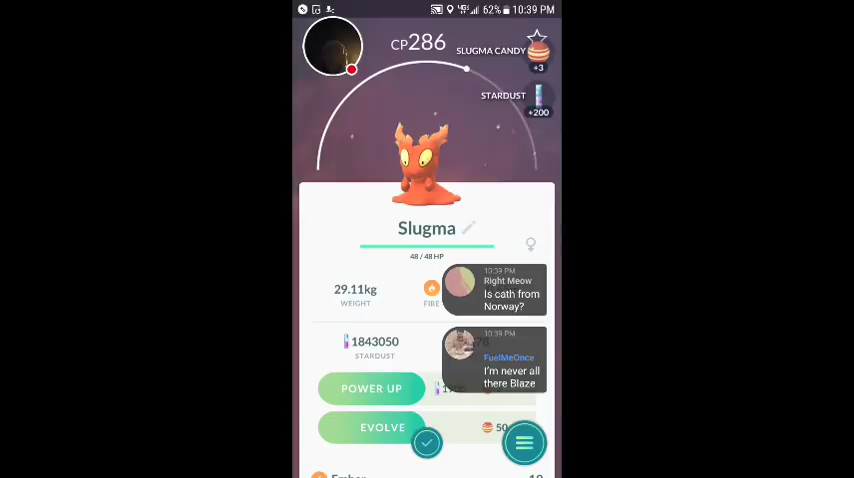 62% 10:39 PM
CP286
SLUGMA CANDY
+3
STARDUST
+200
Slugma
48 / 48 HP
29.11kg
WEIGHT
FIRE
10:39 PM
Right Meow
Is cath from
Norway?
1843050
STARDUST
10:39 PM
FuelMeOnce
I'm never all
there Blaze
POWER UP
EVOLVE
50
Ember
10